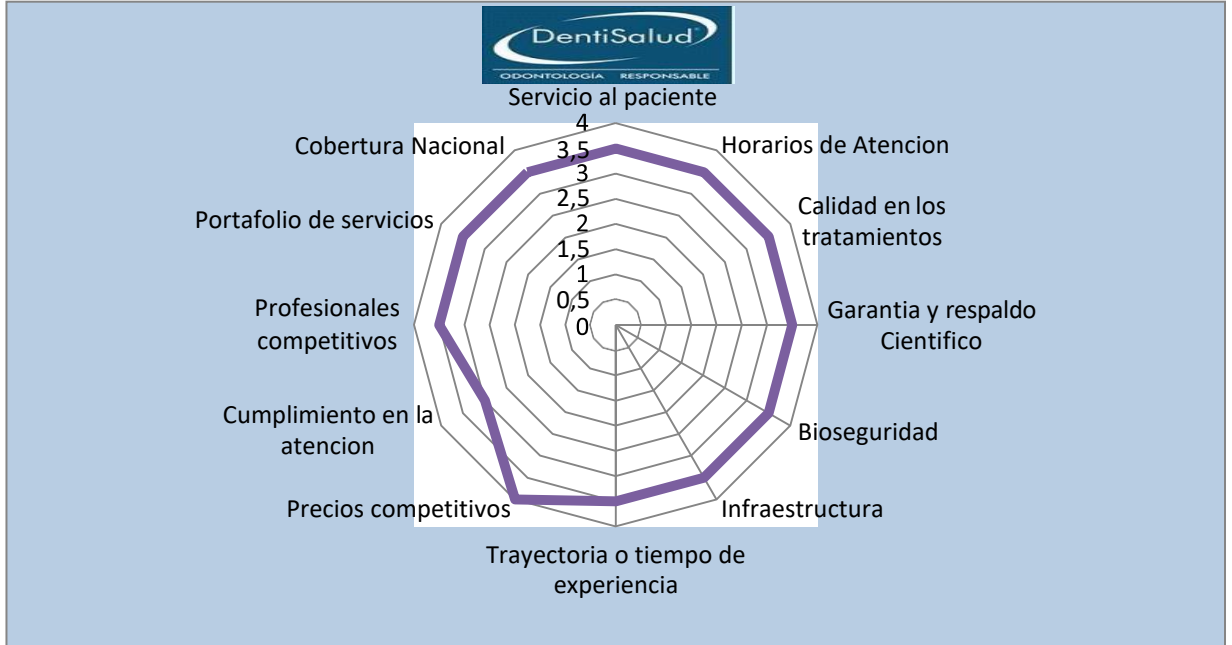 DentiSalud®
ODONTOLOGÍA RESPONSABLE
Servicio al paciente
4
Cobertura Nacional
Horarios de Atencion
3,5
3
Calidad en los
tratamientos
2,5
Portafolio de servicios
2
1,5
1
0,5
Profesionales
competitivos
Garantia y respaldo
Cientifico
0
Cumplimiento en la
atencion
Bioseguridad
Precios competitivos
Infraestructura
Trayectoria o tiempo de
experiencia